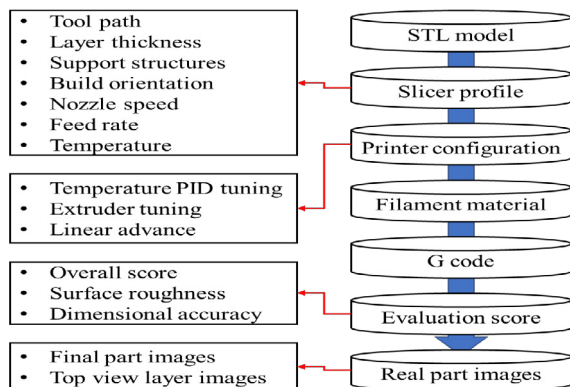 • Tool path
• Layer thickness
• Support structures
• Build orientation
• Nozzle speed
• Feed rate
• Temperature
• Temperature PID tuning
• Extruder tuning
• Linear advance
• Overall score
• Surface roughness
• Dimensional accuracy
• Final part images
• Top view layer images
STL model
Slicer profile
Printer configuration
Filament material
G code
Evaluation score
Real part images